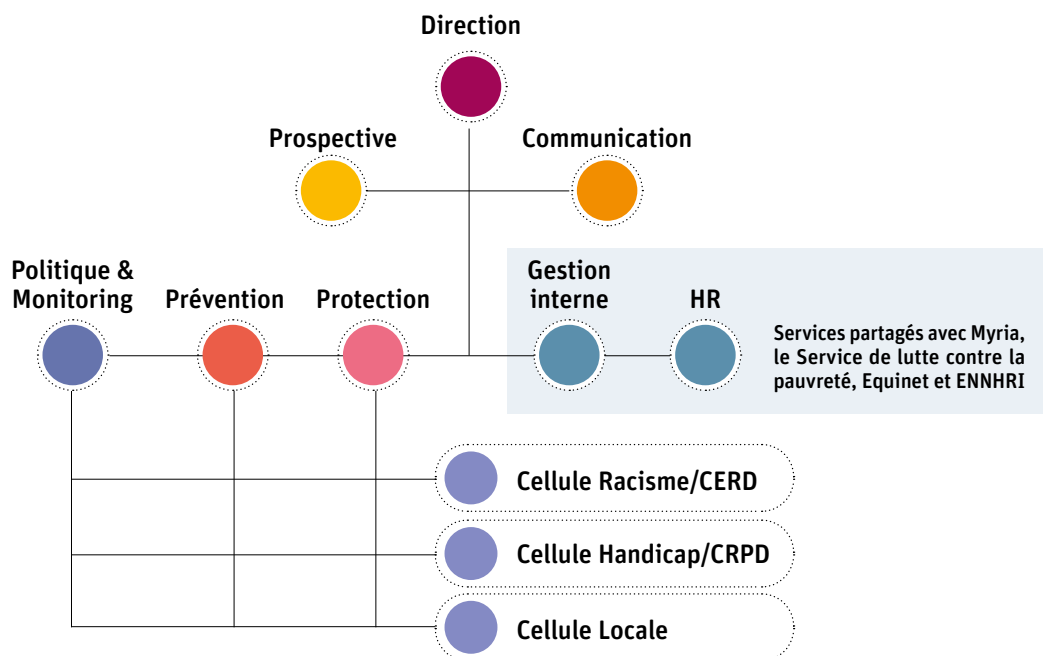 Direction
Prospective
Communication
Politique &
Monitoring
Prévention
Protection
Gestion
interne
HR
Services partagés avec Myria,
le Service de lutte contre la
pauvreté, Equinet et ENNHRI
Cellule Racisme/CERD
Cellule Handicap/CRPD
Cellule Locale